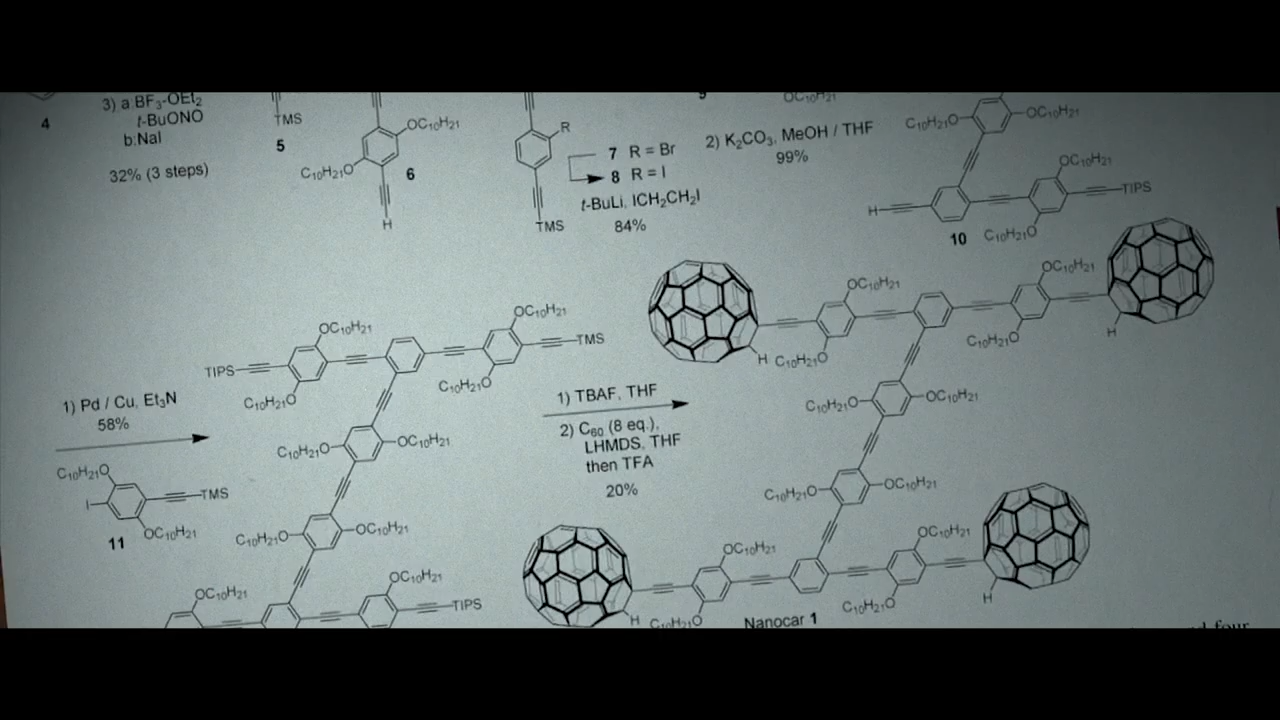 4
3) a.BF₃-OEt₂
t-BuONO
b.NaI
32% (3 steps)
TMS
5
OC₁₀H₂₁
C₁₀H₂₁O
6
H
R
7 R = Br
8 R = I
t-BuLi, ICH₂CH₂I
84%
TMS
9
OC₁₀H₂₁
2) K₂CO₃, MeOH / THF
99%
C₁₀H₂₁O
OC₁₀H₂₁
OC₁₀H₂₁
TIPS
H
10
C₁₀H₂₁O
1) Pd / Cu, Et₃N
58%
C₁₀H₂₁O
I
TMS
OC₁₀H₂₁
11
OC₁₀H₂₁
OC₁₀H₂₁
TIPS
TMS
C₁₀H₂₁O
C₁₀H₂₁O
C₁₀H₂₁O
OC₁₀H₂₁
C₁₀H₂₁O
OC₁₀H₂₁
OC₁₀H₂₁
OC₁₀H₂₁
TIPS
1) TBAF, THF
2) C₆₀ (8 eq.),
LHMDS, THF
then TFA
20%
OC₁₀H₂₁
OC₁₀H₂₁
H
C₁₀H₂₁O
C₁₀H₂₁O
H
C₁₀H₂₁O
OC₁₀H₂₁
C₁₀H₂₁O
OC₁₀H₂₁
OC₁₀H₂₁
OC₁₀H₂₁
H
C₁₀H₂₁O
C₁₀H₂₁O
H
Nanocar 1
four